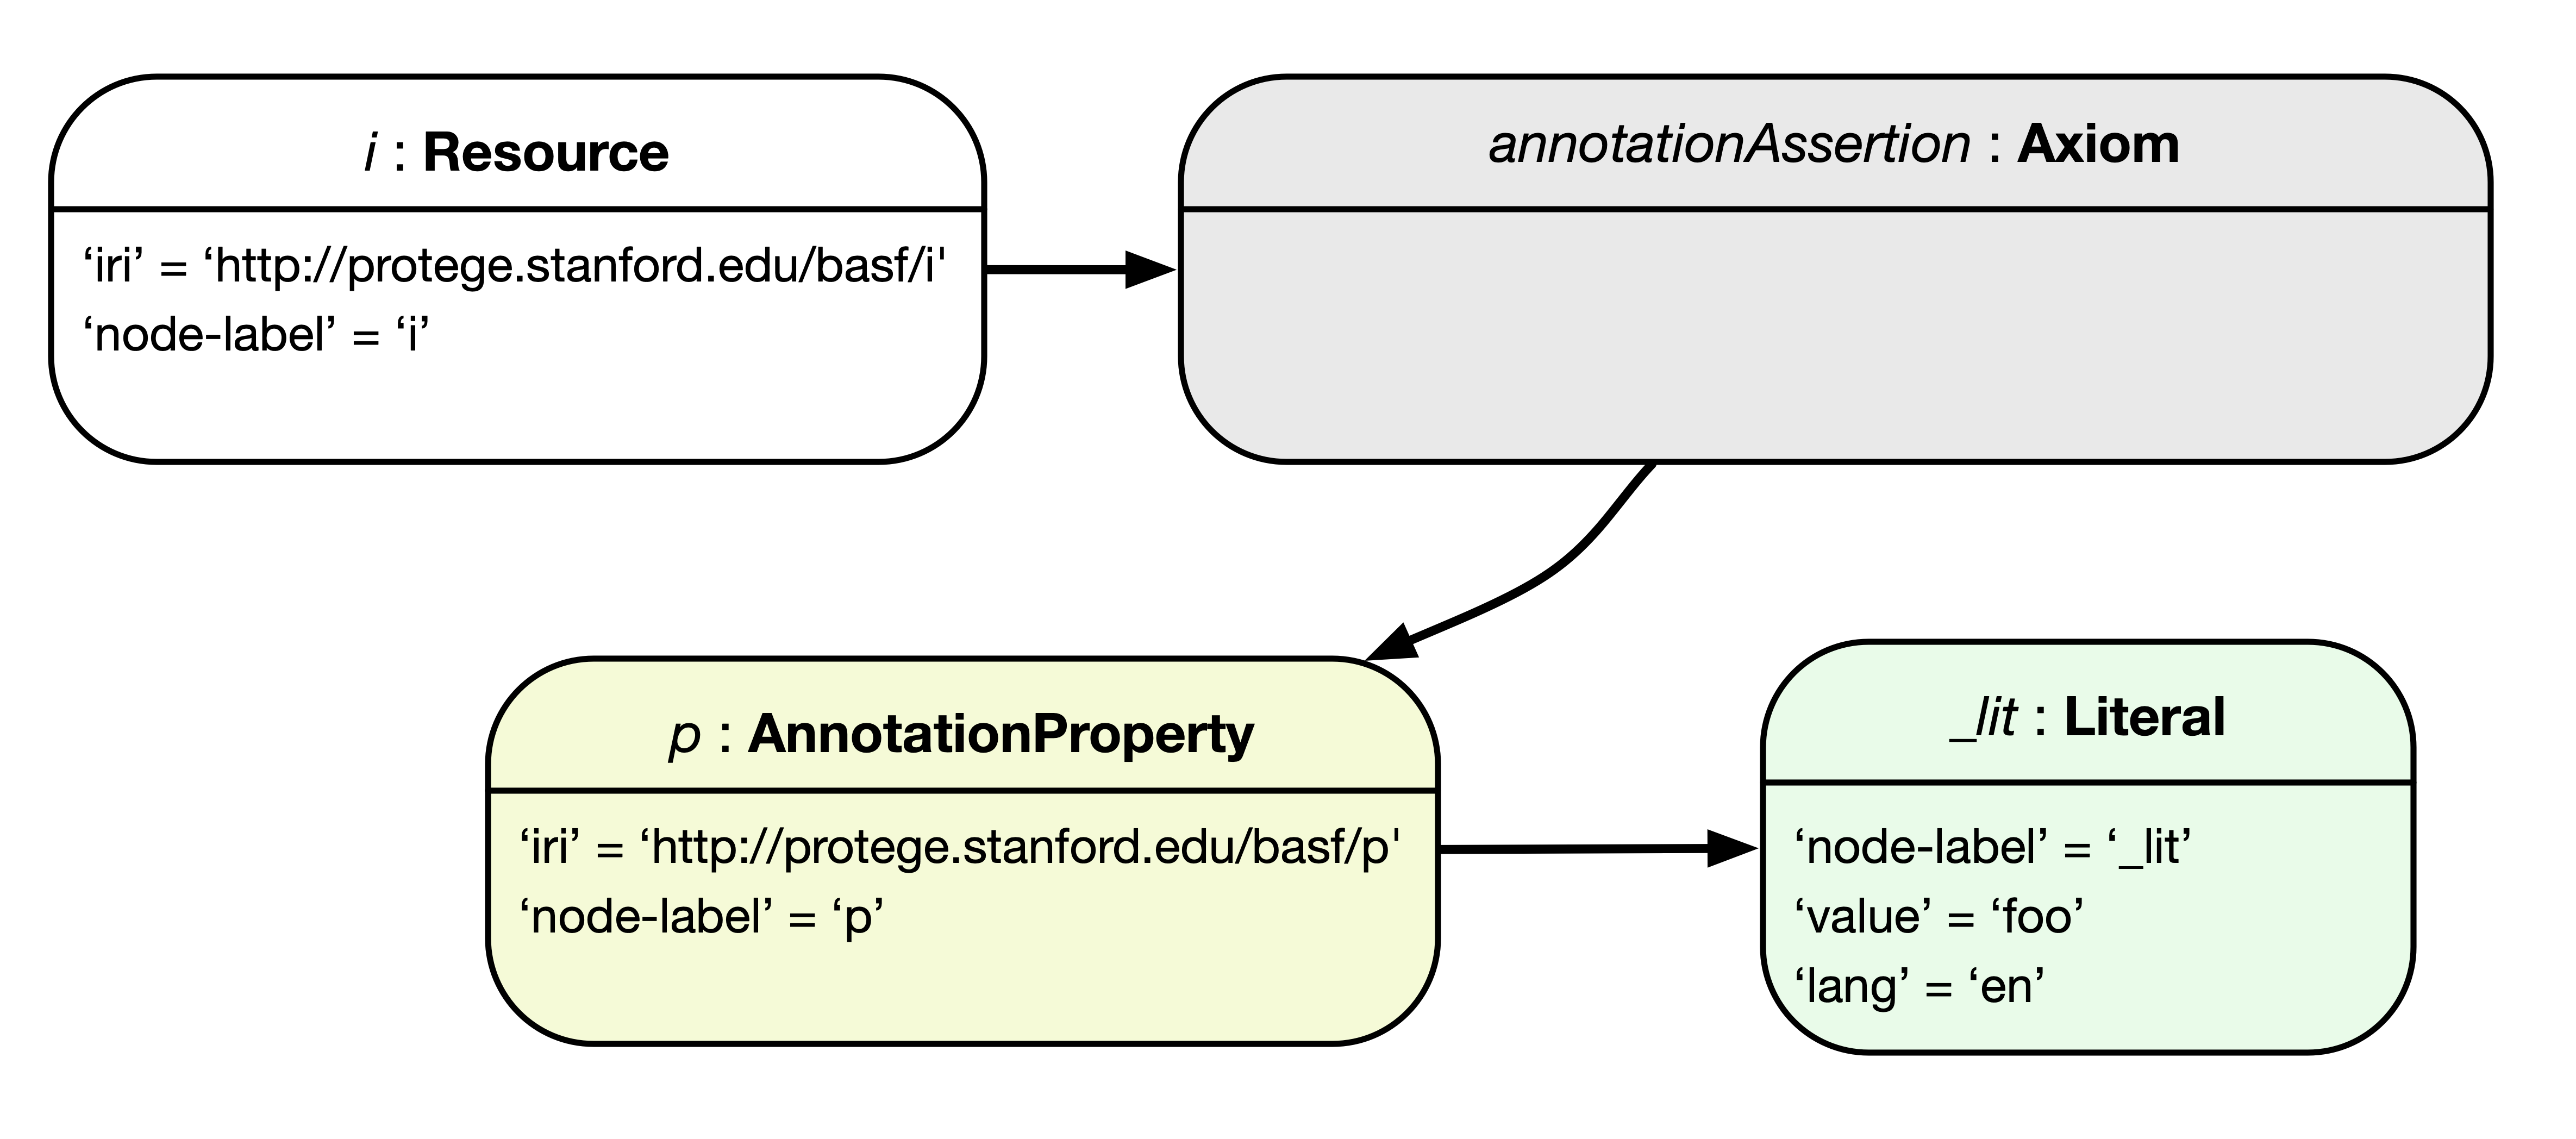 i : Resource
‘iri’ = ‘http://protege.stanford.edu/basf/i'
‘node-label’ = ‘i’
annotationAssertion : Axiom
p : AnnotationProperty
‘iri’ = ‘http://protege.stanford.edu/basf/p'
‘node-label’ = ‘p’
_lit : Literal
‘node-label’ = ‘_lit’
‘value’ = ‘foo’
‘lang’ = ‘en’